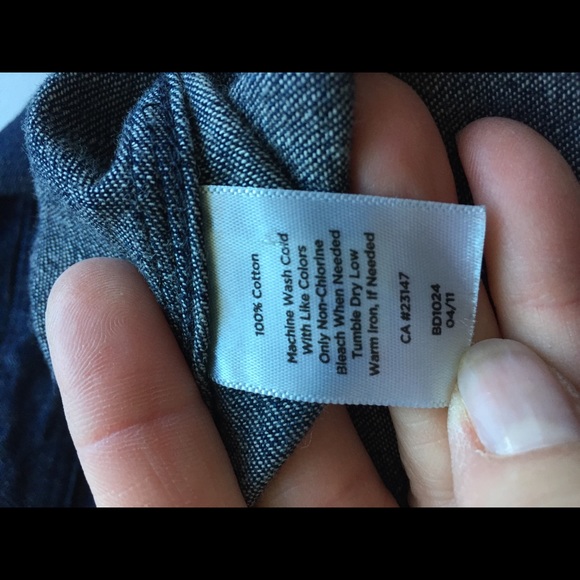 100% Cotton
Machine Wash Cold
With Like Colors
Only Non-Chlorine
Bleach When Needed
Tumble Dry Low
Warm Iron, If Needed
CA #23147
BD1024
04/11